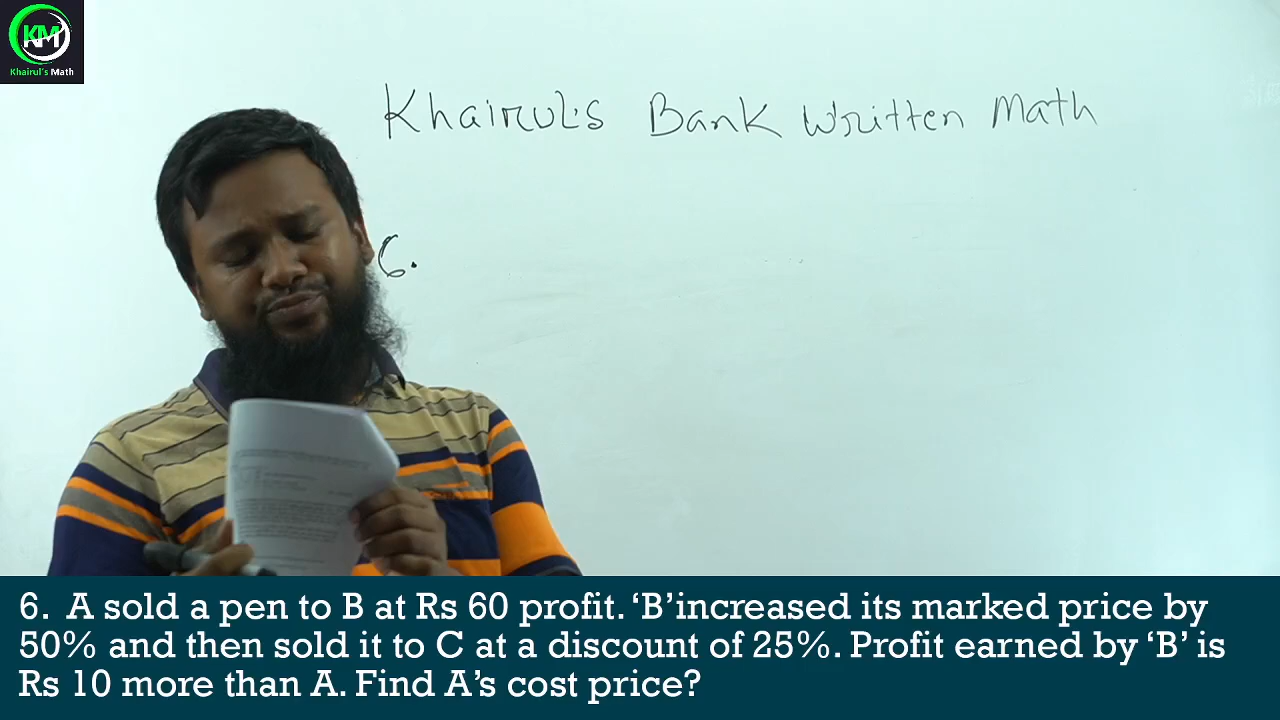 KM
Khairul's Math
Khairul's Bank Written Math
6.
6. A sold a pen to B at Rs 60 profit. ‘B’increased its marked price by
50% and then sold it to C at a discount of 25%. Profit earned by ‘B’ is
Rs 10 more than A. Find A’s cost price?